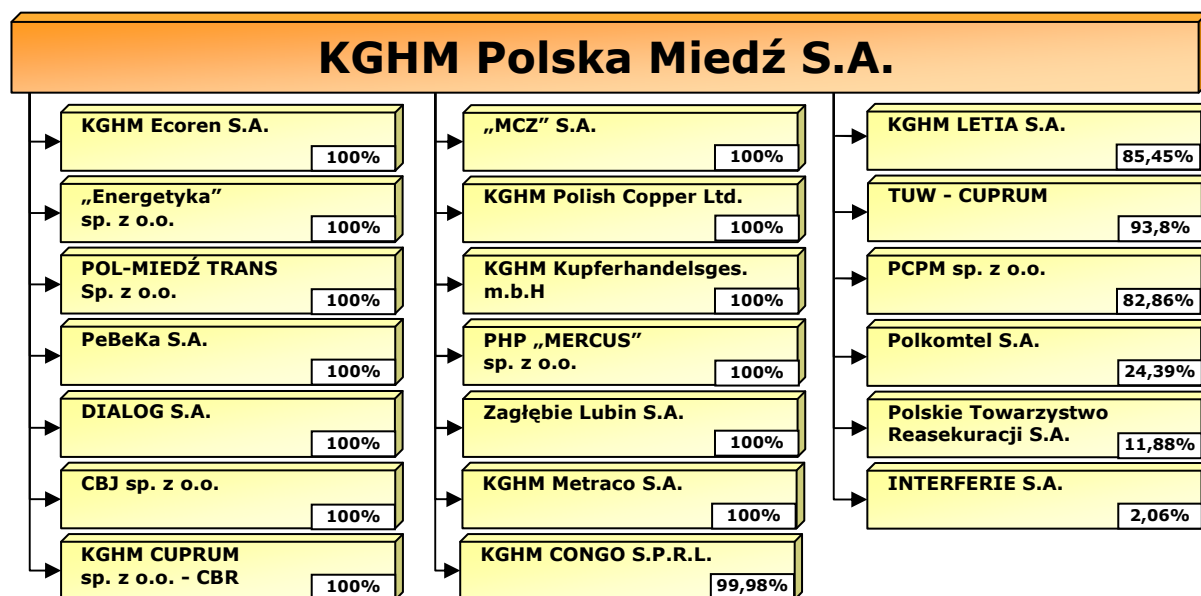 KGHM Polska Miedź S.A.
KGHM Ecoren S.A.
100%
„Energetyka”
sp. z o.o.
100%
POL-MIEDŹ TRANS
Sp. z o.o.
100%
PeBeKa S.A.
100%
DIALOG S.A.
100%
CBJ sp. z o.o.
100%
KGHM CUPRUM
sp. z o.o. - CBR
100%
„MCZ” S.A.
100%
KGHM Polish Copper Ltd.
100%
KGHM Kupferhandelsges.
m.b.H
100%
PHP „MERCUS”
sp. z o.o.
100%
Zagłębie Lubin S.A.
100%
KGHM Metraco S.A.
100%
KGHM CONGO S.P.R.L.
99,98%
KGHM LETIA S.A.
85,45%
TUW - CUPRUM
93,8%
PCPM sp. z o.o.
82,86%
Polkomtel S.A.
24,39%
Polskie Towarzystwo
Reasekuracji S.A.
11,88%
INTERFERIE S.A.
2,06%